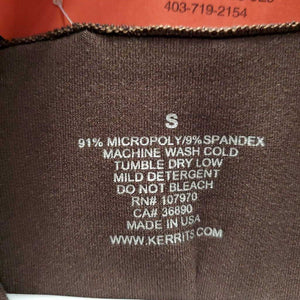 403-719-2154
S
91% MICROPOLY/9% SPANDEX
MACHINE WASH COLD
TUMBLE DRY LOW
MILD DETERGENT
DO NOT BLEACH
RN# 107970
CA# 36890
MADE IN USA
WWW.KERRITS.COM